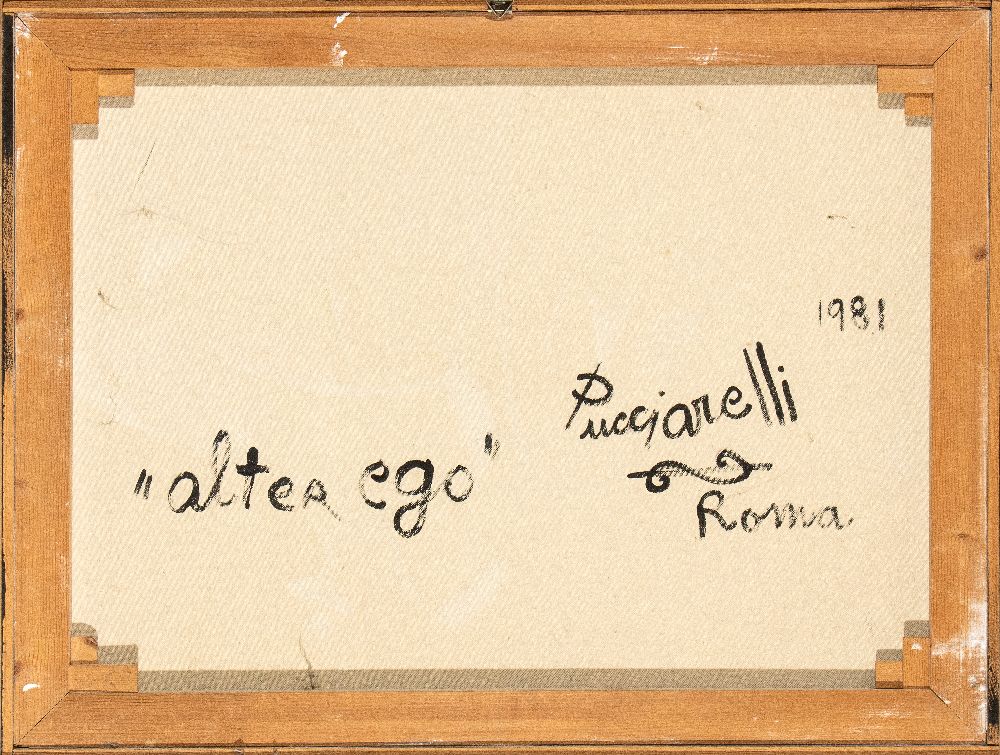 1981
Pucciarelli
"alter ego"
Roma